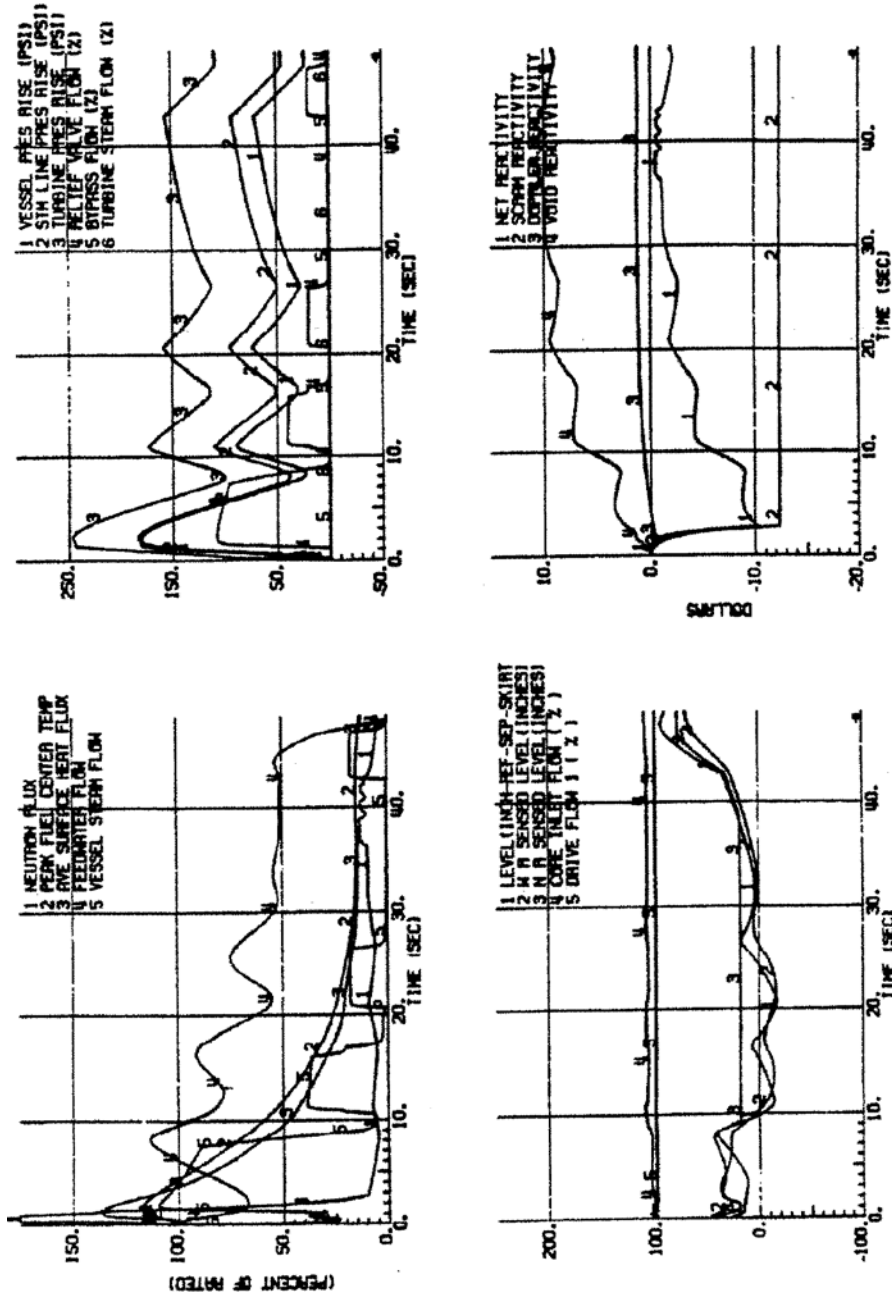 1 NEUTRON FLUX
2 PEAK FUEL CENTER TEMP
3 AVE SURFACE HEAT FLUX
4 FEEDWATER FLOW
5 VESSEL STEAM FLOW
(PERCENT OF RATED)
150.
100.
50.
0.
0. 10. 20. 30. 40.
TIME (SEC)
1 VESSEL PRES RISE (PSI)
2 STM LINE PRES RISE (PSI)
3 TURBINE PRES RISE (PSI)
4 RELIEF VALVE FLOW (%)
5 BYPASS FLOW (%)
6 TURBINE STEAM FLOW (%)
250.
150.
50.
-50.
0. 10. 20. 30. 40.
TIME (SEC)
1 LEVEL(INCH-REF-SEP-SKIRT
2 W R SENSED LEVEL(INCHES)
3 N R SENSED LEVEL(INCHES)
4 CORE INLET FLOW (%)
5 DRIVE FLOW 1 (%)
200.
100.
0.
-100.
0. 10. 20. 30. 40.
TIME (SEC)
1 NET REACTIVITY
2 SCRAM REACTIVITY
3 DOPPLER REACTIVITY
4 VOID REACTIVITY
DOLLARS
10.
0.
-10.
-20.
0. 10. 20. 30. 40.
TIME (SEC)